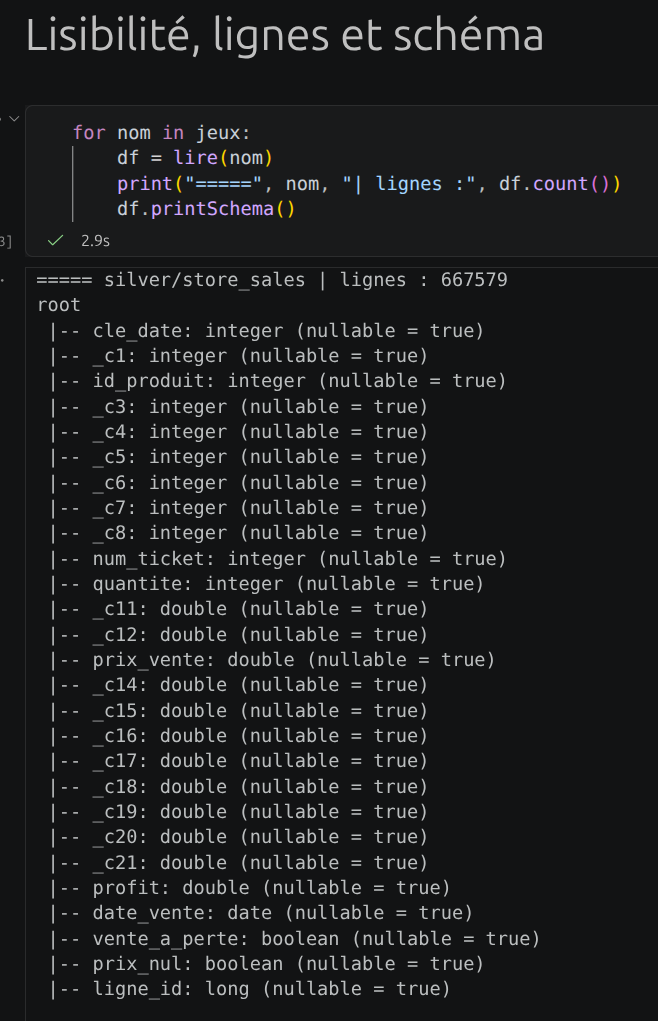 Lisibilité, lignes et schéma
for nom in jeux:
    df = lire(nom)
    print("=====", nom, "| lignes :", df.count())
    df.printSchema()
3]
2.9s
===== silver/store_sales | lignes : 667579
root
 |-- cle_date: integer (nullable = true)
 |-- _c1: integer (nullable = true)
 |-- id_produit: integer (nullable = true)
 |-- _c3: integer (nullable = true)
 |-- _c4: integer (nullable = true)
 |-- _c5: integer (nullable = true)
 |-- _c6: integer (nullable = true)
 |-- _c7: integer (nullable = true)
 |-- _c8: integer (nullable = true)
 |-- num_ticket: integer (nullable = true)
 |-- quantite: integer (nullable = true)
 |-- _c11: double (nullable = true)
 |-- _c12: double (nullable = true)
 |-- prix_vente: double (nullable = true)
 |-- _c14: double (nullable = true)
 |-- _c15: double (nullable = true)
 |-- _c16: double (nullable = true)
 |-- _c17: double (nullable = true)
 |-- _c18: double (nullable = true)
 |-- _c19: double (nullable = true)
 |-- _c20: double (nullable = true)
 |-- _c21: double (nullable = true)
 |-- profit: double (nullable = true)
 |-- date_vente: date (nullable = true)
 |-- vente_a_perte: boolean (nullable = true)
 |-- prix_nul: boolean (nullable = true)
 |-- ligne_id: long (nullable = true)